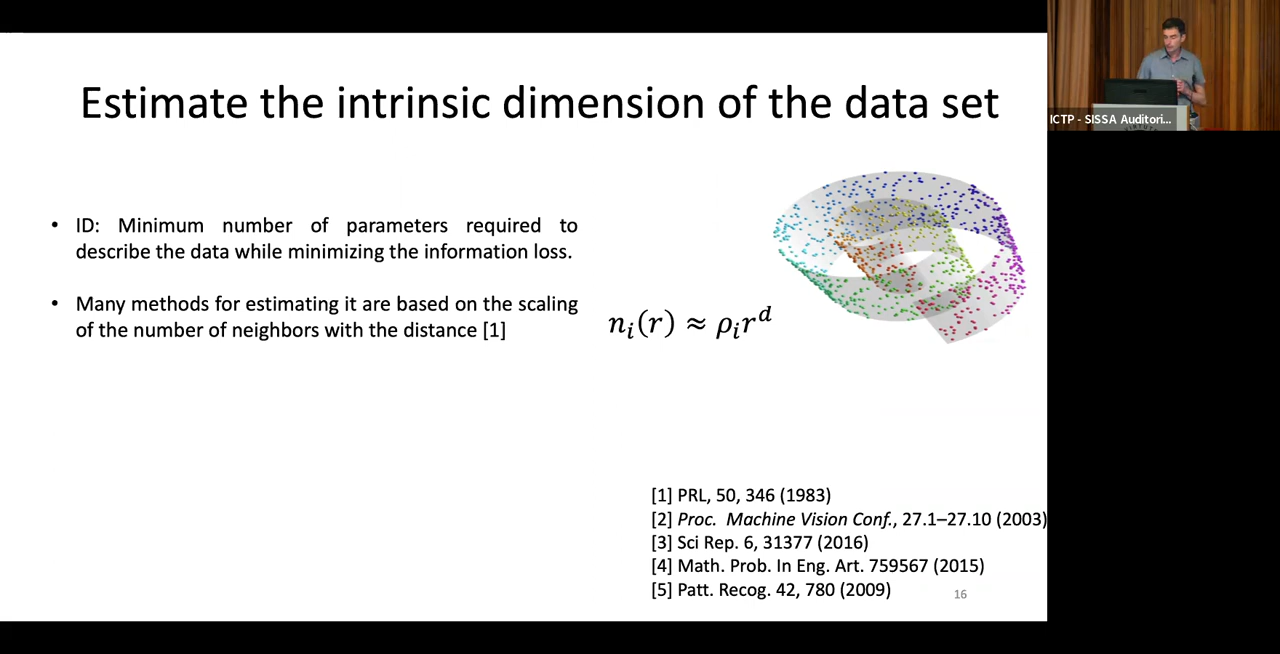 Estimate the intrinsic dimension of the data set
• ID: Minimum number of parameters required to
describe the data while minimizing the information loss.
• Many methods for estimating it are based on the scaling
of the number of neighbors with the distance [1]
nᵢ(r) ≈ ρᵢrᵈ
[1] PRL, 50, 346 (1983)
[2] Proc. Machine Vision Conf., 27.1–27.10 (2003)
[3] Sci Rep. 6, 31377 (2016)
[4] Math. Prob. In Eng. Art. 759567 (2015)
[5] Patt. Recog. 42, 780 (2009)
16
ICTP - SISSA Auditori...